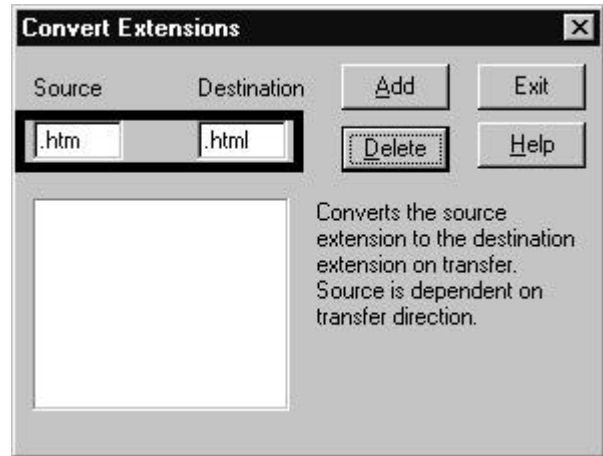 Convert Extensions
Source Destination Add Exit
.htm .html Delete Help
Converts the source
extension to the destination
extension on transfer.
Source is dependent on
transfer direction.